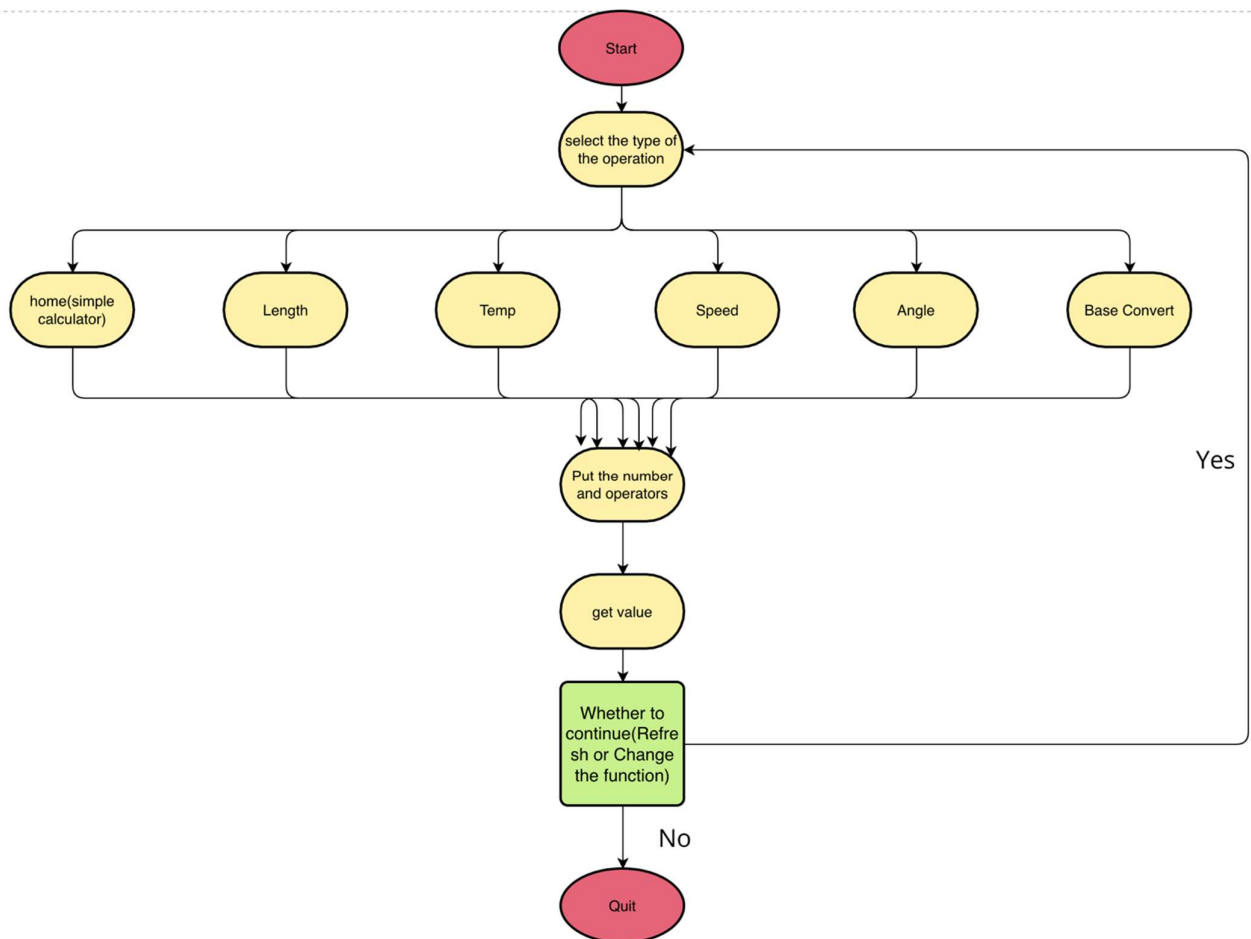 Start
select the type of
the operation
home(simple
calculator)
Length
Temp
Speed
Angle
Base Convert
Yes
Put the number
and operators
get value
Whether to
continue(Refre
sh or Change
the function)
No
Quit